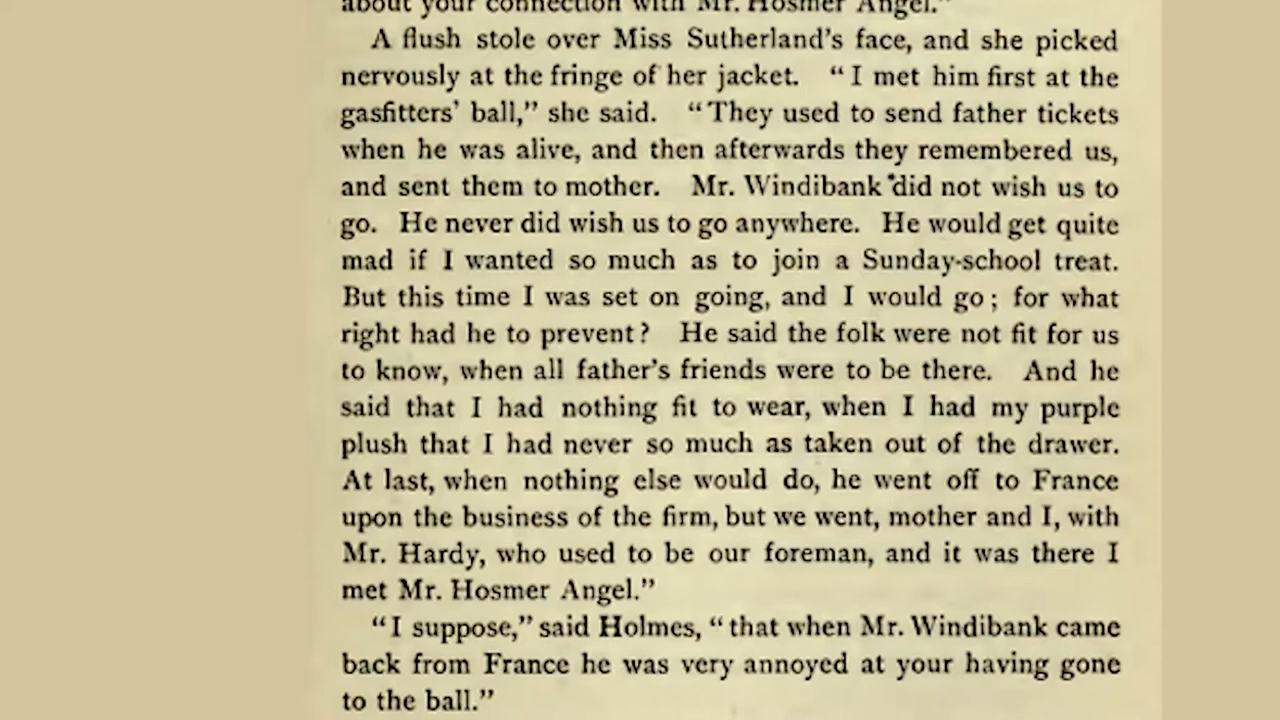 about your connection with Mr. Hosmer Angel."
A flush stole over Miss Sutherland's face, and she picked
nervously at the fringe of her jacket. "I met him first at the
gasfitters' ball," she said. "They used to send father tickets
when he was alive, and then afterwards they remembered us,
and sent them to mother. Mr. Windibank did not wish us to
go. He never did wish us to go anywhere. He would get quite
mad if I wanted so much as to join a Sunday-school treat.
But this time I was set on going, and I would go; for what
right had he to prevent? He said the folk were not fit for us
to know, when all father's friends were to be there. And he
said that I had nothing fit to wear, when I had my purple
plush that I had never so much as taken out of the drawer.
At last, when nothing else would do, he went off to France
upon the business of the firm, but we went, mother and I, with
Mr. Hardy, who used to be our foreman, and it was there I
met Mr. Hosmer Angel."
"I suppose," said Holmes, "that when Mr. Windibank came
back from France he was very annoyed at your having gone
to the ball."